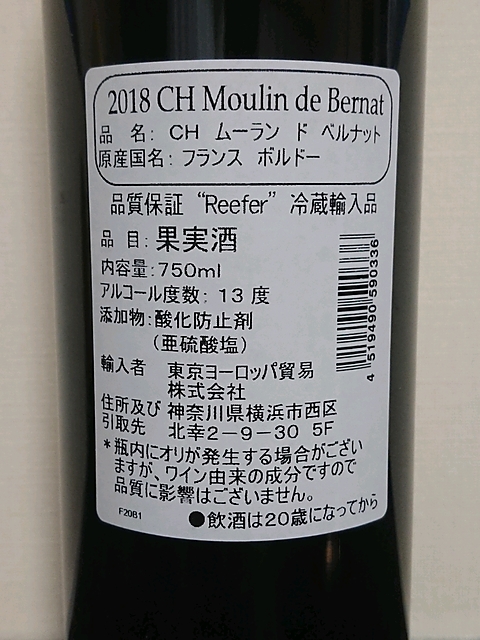 2018 CH Moulin de Bernat
品 名: CH ムーラン ド ベルナット
原産国名: フランス ボルドー
品質保証 “Reefer” 冷蔵輸入品
品目: 果実酒
内容量: 750ml
アルコール度数: 13 度
添加物: 酸化防止剤
(亜硫酸塩)
輸入者 東京ヨーロッパ貿易
株式会社
住所及び 神奈川県横浜市西区
引取先 北幸2-9-30 5F
*瓶内にオリが発生する場合がござい
ますが、ワイン由来の成分ですので
品質に影響はございません。
F20B1
●飲酒は20歳になってから
4 519490 590336